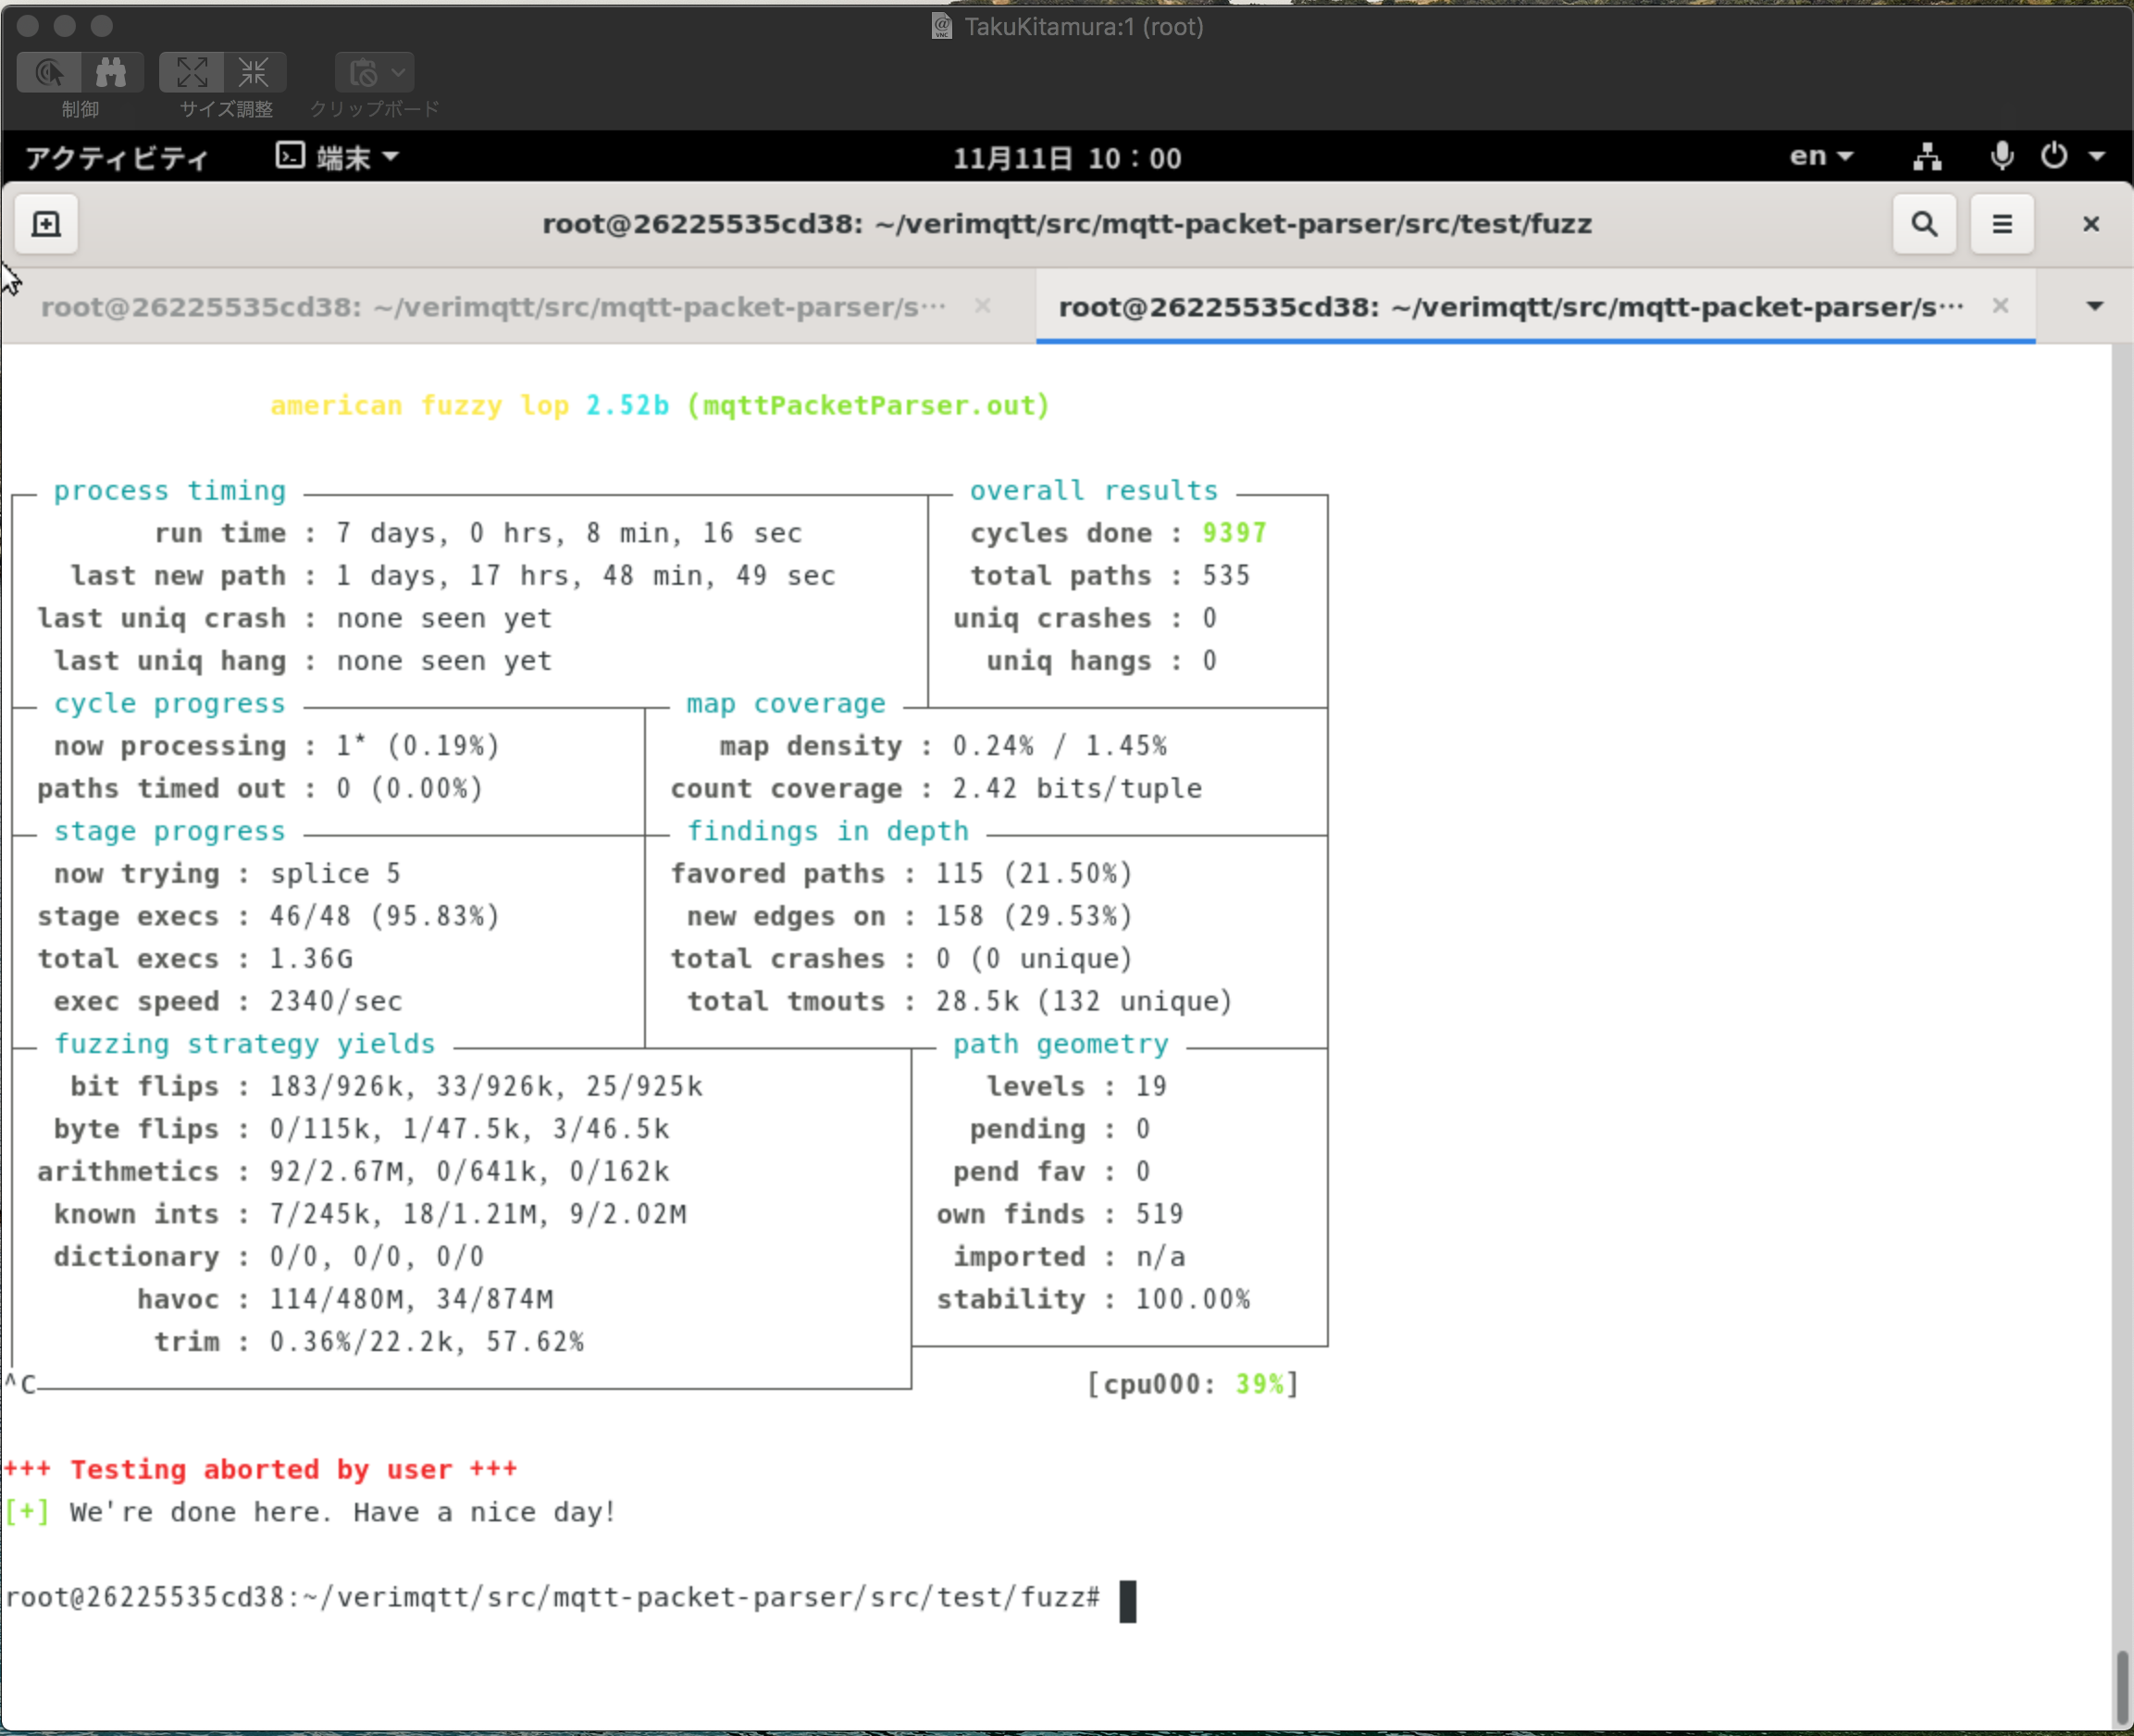 TakuKitamura:1 (root)
制御 サイズ調整 クリップボード
アクティビティ 端末 11月11日 10：00 en
root@26225535cd38: ~/verimqtt/src/mqtt-packet-parser/src/test/fuzz
root@26225535cd38: ~/verimqtt/src/mqtt-packet-parser/s… × root@26225535cd38: ~/verimqtt/src/mqtt-packet-parser/s… ×
american fuzzy lop 2.52b (mqttPacketParser.out)
process timing overall results
run time : 7 days, 0 hrs, 8 min, 16 sec cycles done : 9397
last new path : 1 days, 17 hrs, 48 min, 49 sec total paths : 535
last uniq crash : none seen yet uniq crashes : 0
last uniq hang : none seen yet uniq hangs : 0
cycle progress map coverage
now processing : 1* (0.19%) map density : 0.24% / 1.45%
paths timed out : 0 (0.00%) count coverage : 2.42 bits/tuple
stage progress findings in depth
now trying : splice 5 favored paths : 115 (21.50%)
stage execs : 46/48 (95.83%) new edges on : 158 (29.53%)
total execs : 1.36G total crashes : 0 (0 unique)
exec speed : 2340/sec total tmouts : 28.5k (132 unique)
fuzzing strategy yields path geometry
bit flips : 183/926k, 33/926k, 25/925k levels : 19
byte flips : 0/115k, 1/47.5k, 3/46.5k pending : 0
arithmetics : 92/2.67M, 0/641k, 0/162k pend fav : 0
known ints : 7/245k, 18/1.21M, 9/2.02M own finds : 519
dictionary : 0/0, 0/0, 0/0 imported : n/a
havoc : 114/480M, 34/874M stability : 100.00%
trim : 0.36%/22.2k, 57.62%
^C [cpu000: 39%]
+++ Testing aborted by user +++
[+] We're done here. Have a nice day!
root@26225535cd38:~/verimqtt/src/mqtt-packet-parser/src/test/fuzz#